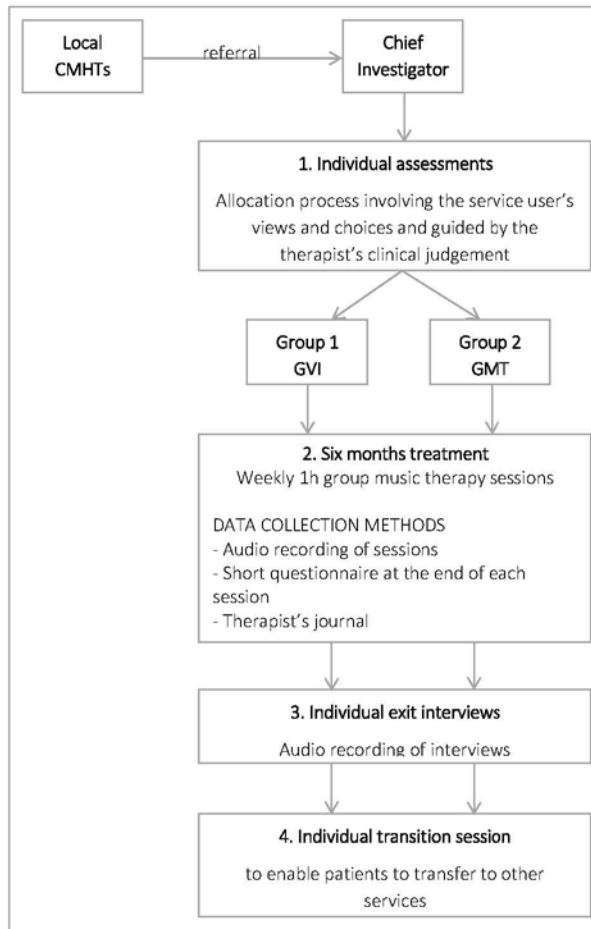 Local
CMHTs
referral
Chief
Investigator
1. Individual assessments
Allocation process involving the service user's
views and choices and guided by the
therapist's clinical judgement
Group 1
GVI
Group 2
GMT
2. Six months treatment
Weekly 1h group music therapy sessions
DATA COLLECTION METHODS
- Audio recording of sessions
- Short questionnaire at the end of each
session
- Therapist's journal
3. Individual exit interviews
Audio recording of interviews
4. Individual transition session
to enable patients to transfer to other
services